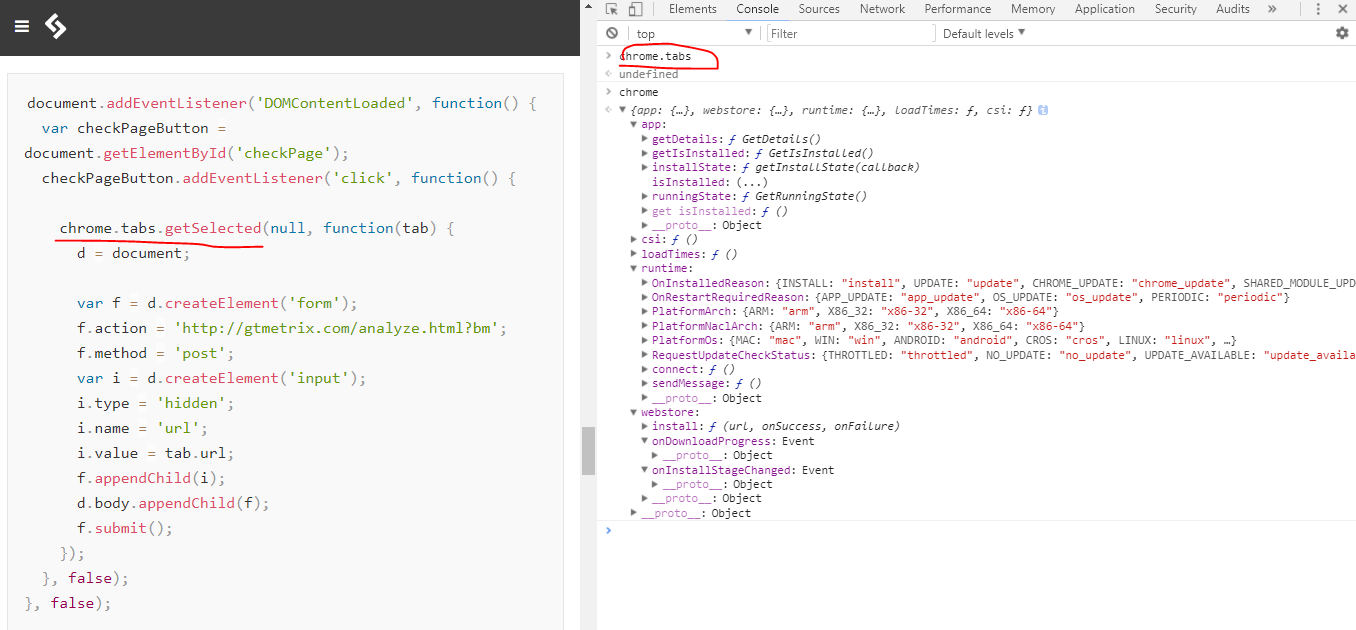 document.addEventListener('DOMContentLoaded', function() {
var checkPageButton =
document.getElementById('checkPage');
checkPageButton.addEventListener('click', function() {
chrome.tabs.getSelected(null, function(tab) {
d = document;
var f = d.createElement('form');
f.action = 'http://gtmetrix.com/analyze.html?bm';
f.method = 'post';
var i = d.createElement('input');
i.type = 'hidden';
i.name = 'url';
i.value = tab.url;
f.appendChild(i);
d.body.appendChild(f);
f.submit();
});
}, false);
}, false);
Elements Console Sources Network Performance Memory Application Security Audits »
top Filter Default levels
chrome.tabs
undefined
chrome
{app: {…}, webstore: {…}, runtime: {…}, loadTimes: ƒ, csi: ƒ} i
app:
getDetails: ƒ GetDetails()
getIsInstalled: ƒ GetIsInstalled()
installState: ƒ getInstallState(callback)
isInstalled: (...)
runningState: ƒ GetRunningState()
get isInstalled: ƒ ()
__proto__: Object
csi: ƒ ()
loadTimes: ƒ ()
runtime:
OnInstalledReason: {INSTALL: "install", UPDATE: "update", CHROME_UPDATE: "chrome_update", SHARED_MODULE_UPD
OnRestartRequiredReason: {APP_UPDATE: "app_update", OS_UPDATE: "os_update", PERIODIC: "periodic"}
PlatformArch: {ARM: "arm", X86_32: "x86-32", X86_64: "x86-64"}
PlatformNaclArch: {ARM: "arm", X86_32: "x86-32", X86_64: "x86-64"}
PlatformOs: {MAC: "mac", WIN: "win", ANDROID: "android", CROS: "cros", LINUX: "linux", …}
RequestUpdateCheckStatus: {THROTTLED: "throttled", NO_UPDATE: "no_update", UPDATE_AVAILABLE: "update_availa
connect: ƒ ()
sendMessage: ƒ ()
__proto__: Object
webstore:
install: ƒ (url, onSuccess, onFailure)
onDownloadProgress: Event
__proto__: Object
onInstallStageChanged: Event
__proto__: Object
__proto__: Object
__proto__: Object